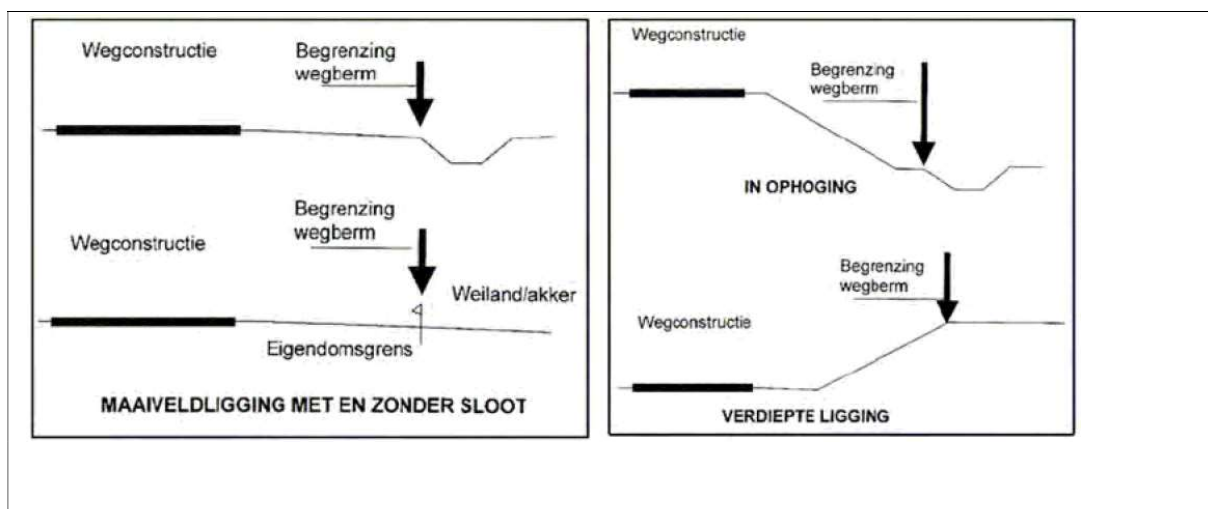 Wegconstructie
Begrenzing
wegberm
Wegconstructie
Begrenzing
wegberm
Weiland/akker
Eigendomsgrens
MAAIVELDLIGGING MET EN ZONDER SLOOT
Wegconstructie
Begrenzing
wegberm
IN OPHOGING
Begrenzing
wegberm
Wegconstructie
VERDIEPTE LIGGING